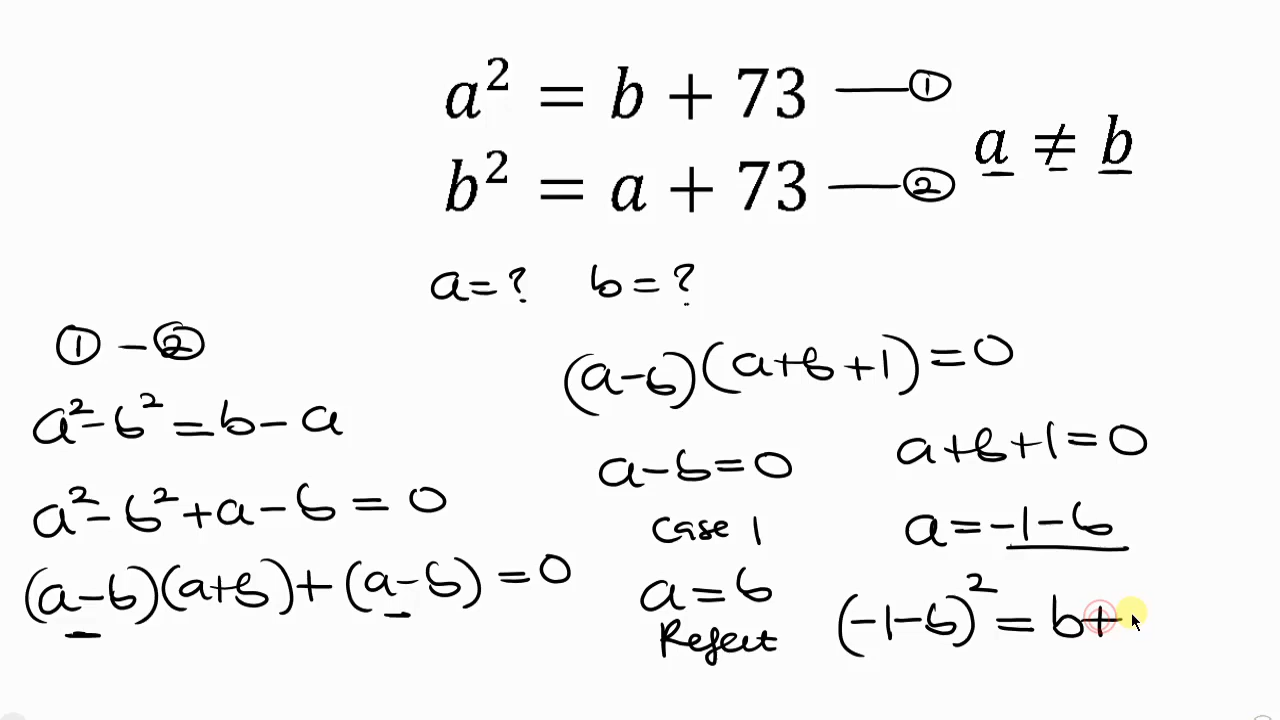 a² = b + 73 —①
b² = a + 73 —②
a ≠ b
a = ? b = ?
① - ②
a² - b² = b - a
a² - b² + a - b = 0
(a - b)(a + b) + (a - b) = 0
(a - b)(a + b + 1) = 0
a - b = 0
case 1
a = b
Reject
a + b + 1 = 0
a = -1 - b
(-1 - b)² = b +